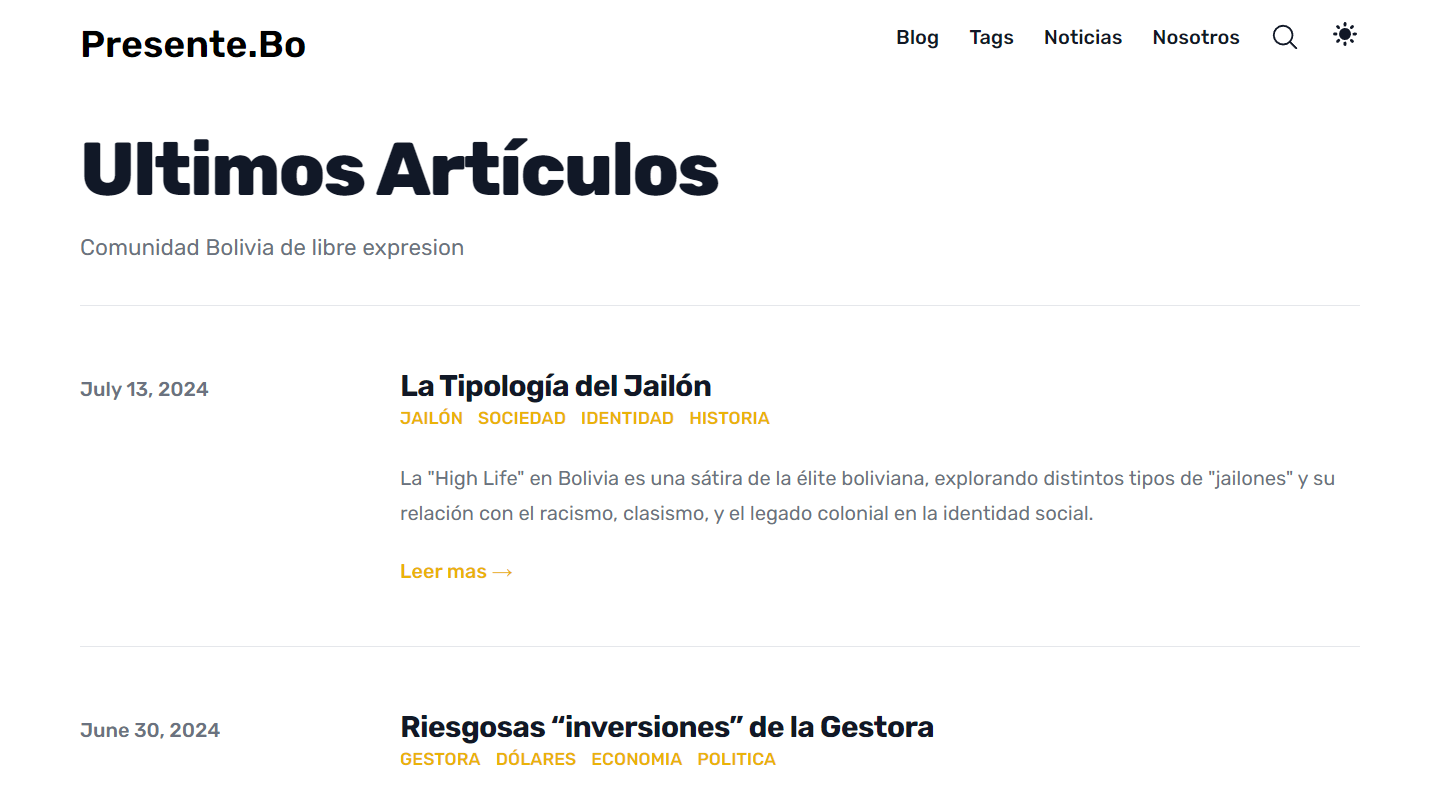 Presente.Bo
Blog Tags Noticias Nosotros
Ultimos Artículos
Comunidad Bolivia de libre expresion
July 13, 2024
La Tipología del Jailón
JAILÓN SOCIEDAD IDENTIDAD HISTORIA
La "High Life" en Bolivia es una sátira de la élite boliviana, explorando distintos tipos de "jailones" y su
relación con el racismo, clasismo, y el legado colonial en la identidad social.
Leer mas →
June 30, 2024
Riesgosas “inversiones” de la Gestora
GESTORA DÓLARES ECONOMIA POLITICA